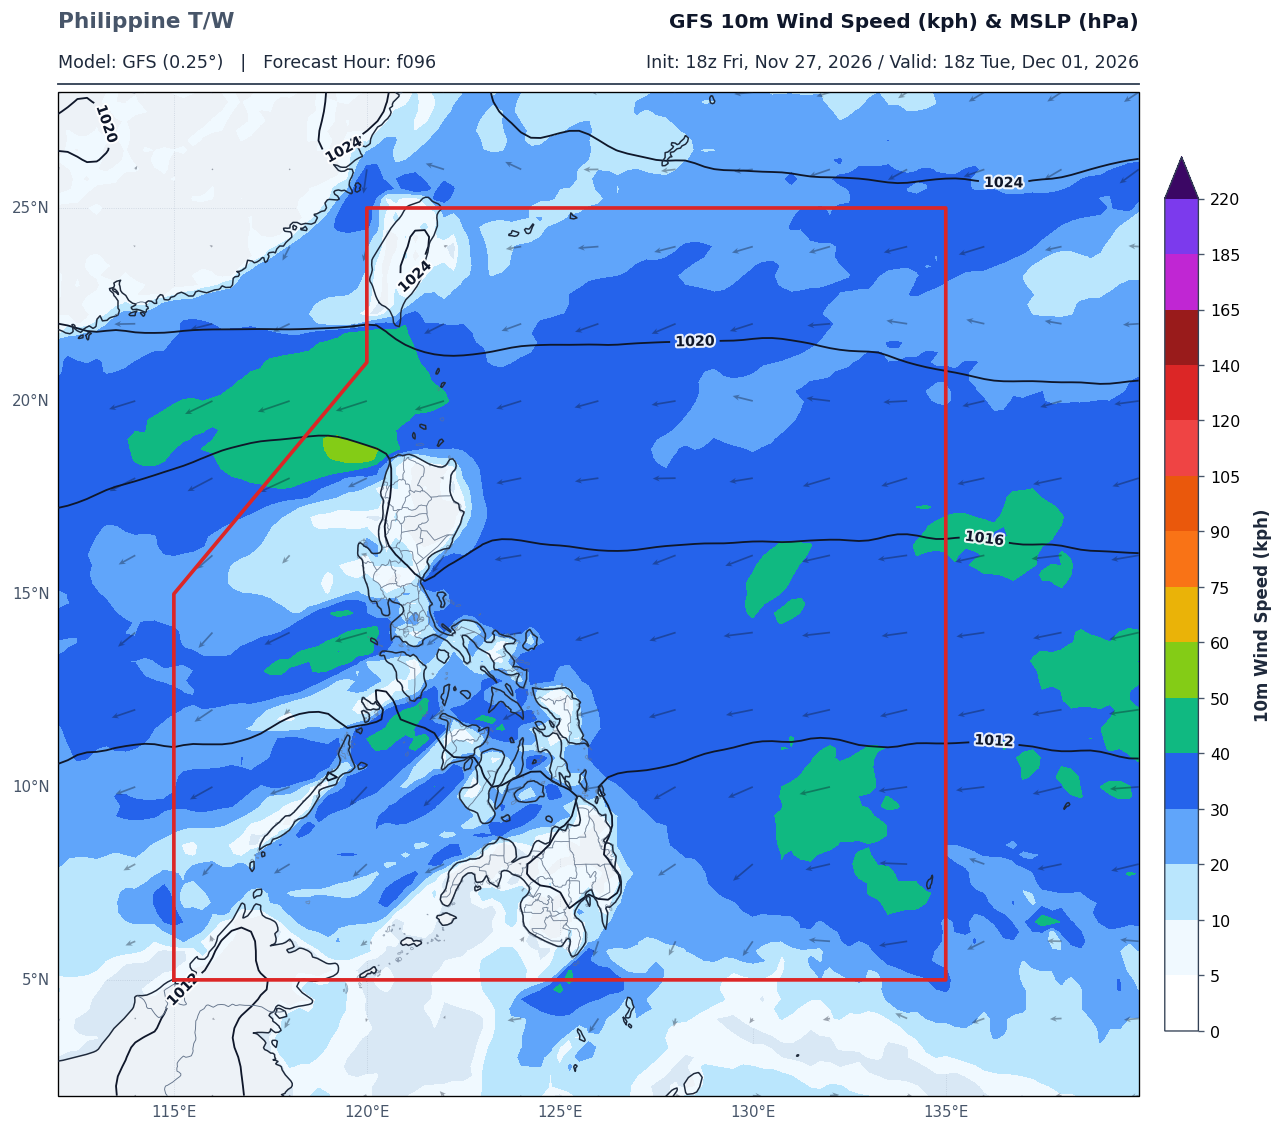 Philippine T/W
GFS 10m Wind Speed (kph) & MSLP (hPa)
Model: GFS (0.25°)   |   Forecast Hour: f096
Init: 18z Fri, Nov 27, 2026 / Valid: 18z Tue, Dec 01, 2026
1020
1024
1024
1024
1020
1016
1012
1012
25°N
20°N
15°N
10°N
5°N
115°E
120°E
125°E
130°E
135°E
220
185
165
140
120
105
90
75
60
50
40
30
20
10
5
0
10m Wind Speed (kph)